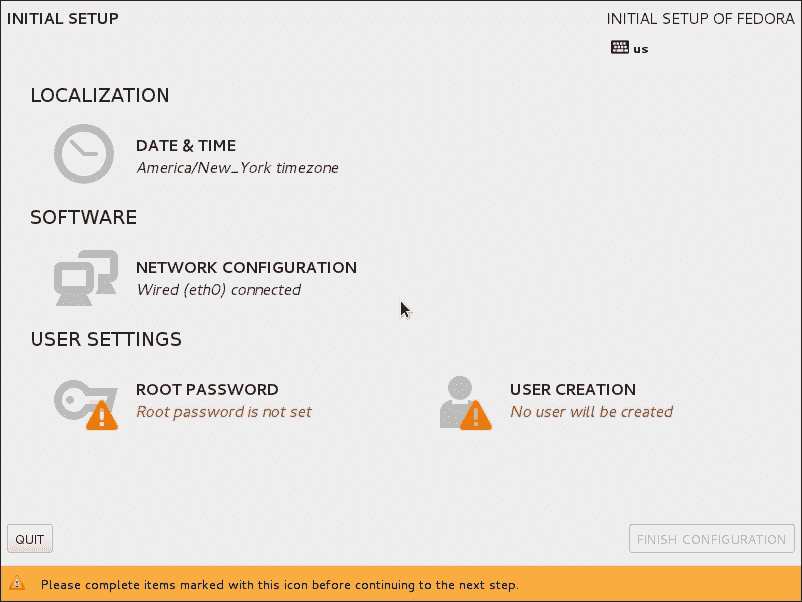 INITIAL SETUP
INITIAL SETUP OF FEDORA
us
LOCALIZATION
DATE & TIME
America/New_York timezone
SOFTWARE
NETWORK CONFIGURATION
Wired (eth0) connected
USER SETTINGS
ROOT PASSWORD
Root password is not set
USER CREATION
No user will be created
QUIT
FINISH CONFIGURATION
Please complete items marked with this icon before continuing to the next step.